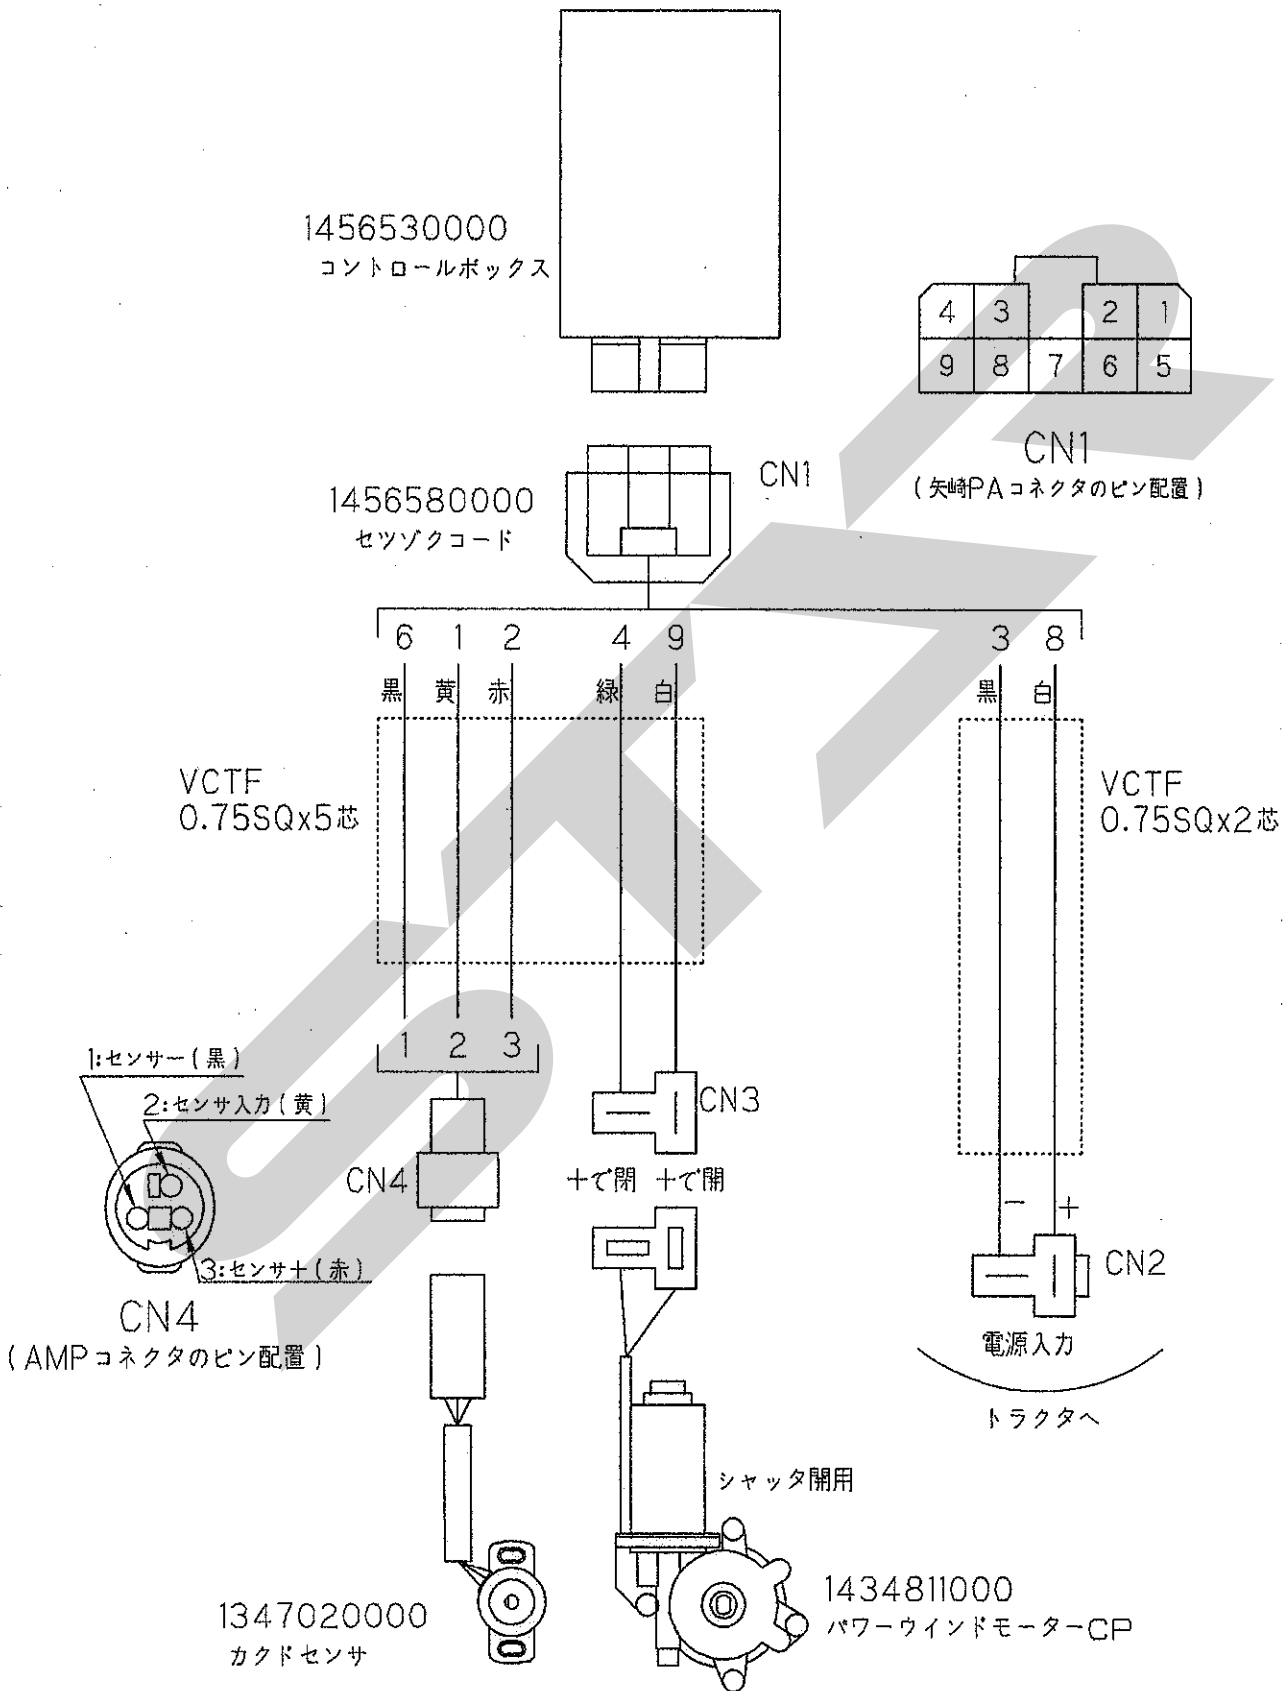 1456530000
コントロールボックス
4 3 2 1
9 8 7 6 5
CN1
(矢崎PAコネクタのピン配置)
CN1
1456580000
セツゾクコード
6 1 2 4 9 3 8
黒 黄 赤 緑 白 黒 白
VCTF
0.75SQx5芯
VCTF
0.75SQx2芯
1 2 3
1:センサー(黒)
2:センサ入力(黄)
3:センサ+(赤)
CN4
(AMPコネクタのピン配置)
CN4
CN3
+で閉 +で開
- +
CN2
電源入力
トラクタへ
シャッタ開用
1347020000
カクドセンサ
1434811000
パワーウインドモーターCP
STAR